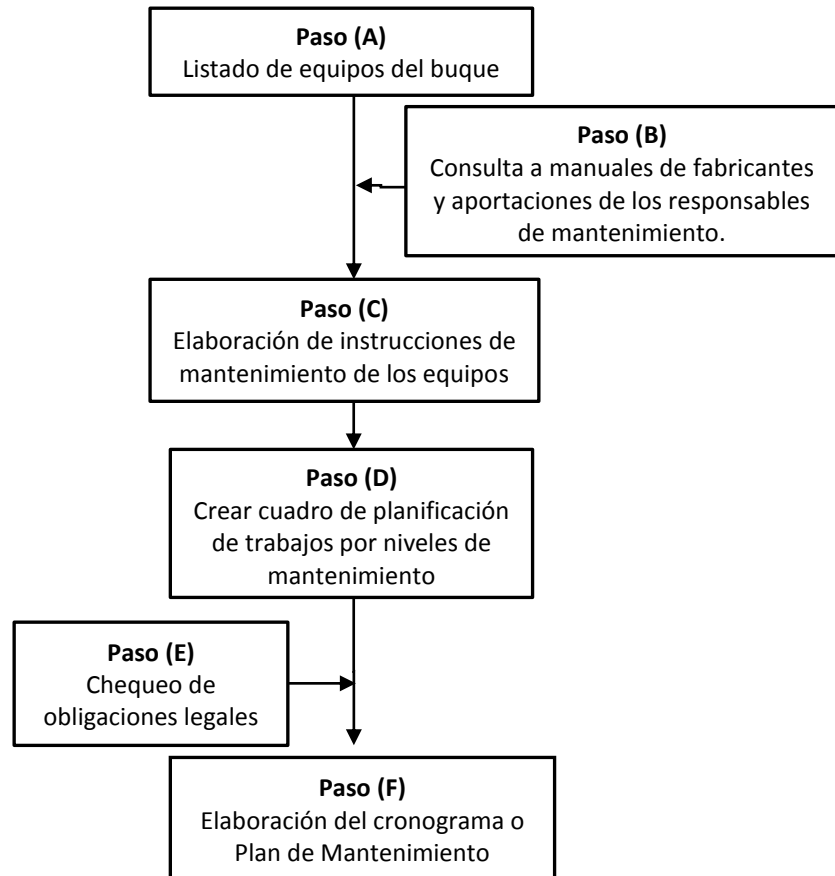 Paso (A)
Listado de equipos del buque
Paso (B)
Consulta a manuales de fabricantes
y aportaciones de los responsables
de mantenimiento.
Paso (C)
Elaboración de instrucciones de
mantenimiento de los equipos
Paso (D)
Crear cuadro de planificación
de trabajos por niveles de
mantenimiento
Paso (E)
Chequeo de
obligaciones legales
Paso (F)
Elaboración del cronograma o
Plan de Mantenimiento